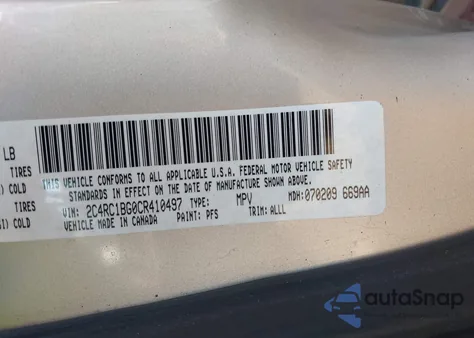 LB
) COLD
TIRES
SI) COLD
THIS VEHICLE CONFORMS TO ALL APPLICABLE U.S.A. FEDERAL MOTOR VEHICLE SAFETY
STANDARDS IN EFFECT ON THE DATE OF MANUFACTURE SHOWN ABOVE.
VIN: 2C4RC1BG0CR410497 TYPE: MPV MDH:070209 669AA
VEHICLE MADE IN CANADA PAINT: PFS TRIM: ALLL
autoSnap